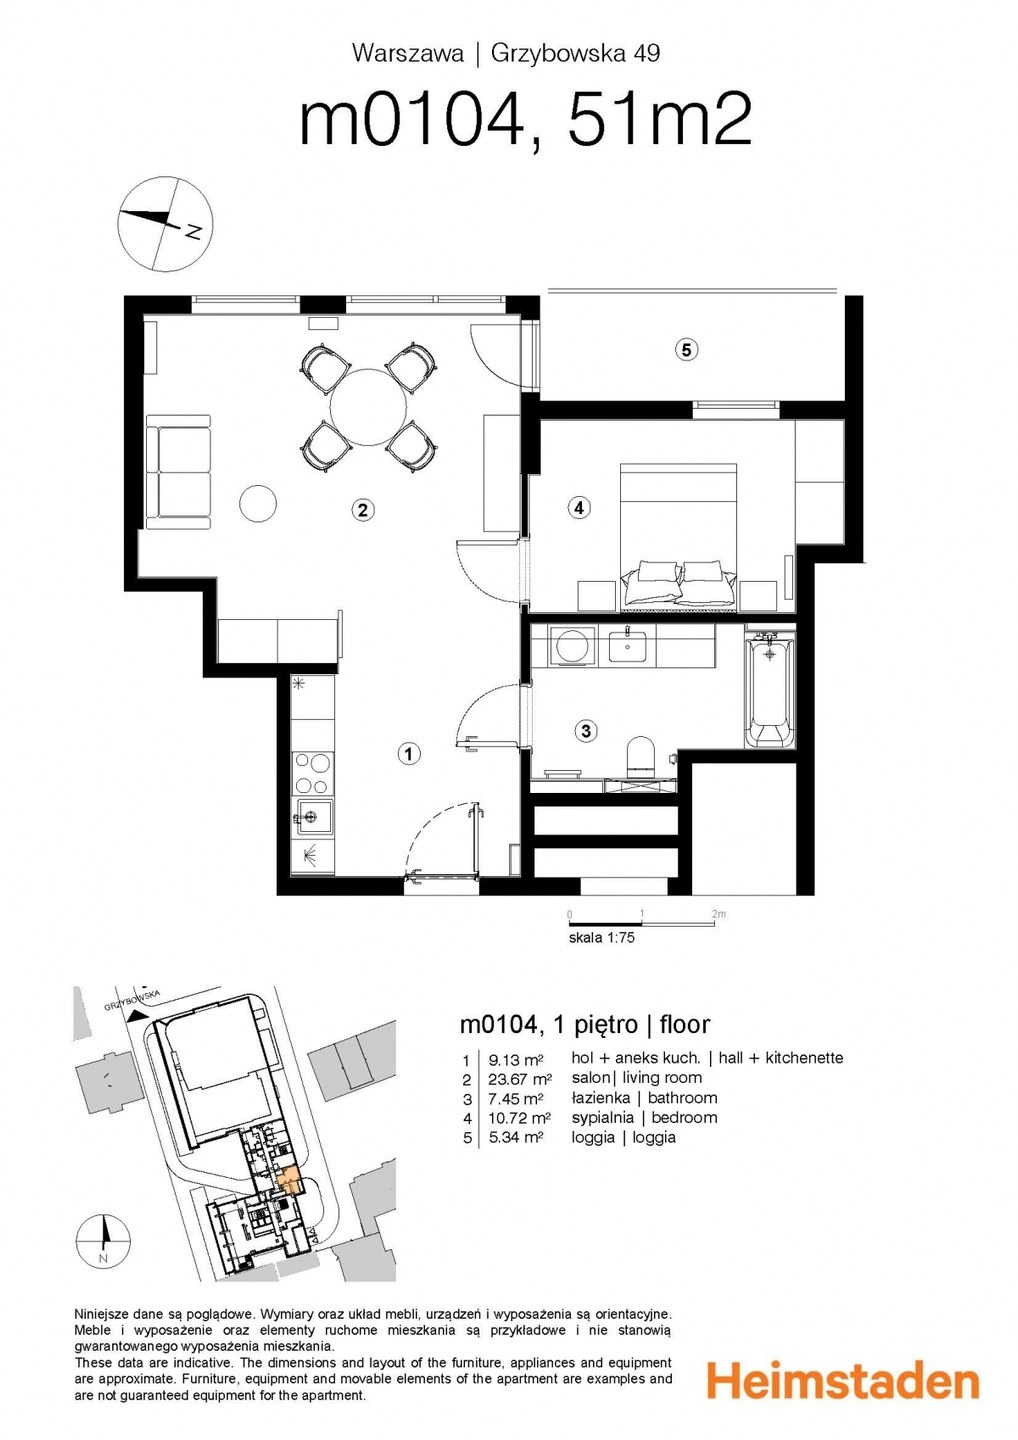 Warszawa | Grzybowska 49
m0104, 51m2
N
5
2
4
3
1
0 1 2m
skala 1:75
GRZYBOWSKA
N
m0104, 1 piętro | floor
1 9.13 m² hol + aneks kuch. | hall + kitchenette
2 23.67 m² salon| living room
3 7.45 m² łazienka | bathroom
4 10.72 m² sypialnia | bedroom
5 5.34 m² loggia | loggia
Niniejsze dane są poglądowe. Wymiary oraz układ mebli, urządzeń i wyposażenia są orientacyjne.
Meble i wyposażenie oraz elementy ruchome mieszkania są przykładowe i nie stanowią
gwarantowanego wyposażenia mieszkania.
These data are indicative. The dimensions and layout of the furniture, appliances and equipment
are approximate. Furniture, equipment and movable elements of the apartment are examples and
are not guaranteed equipment for the apartment.
Heimstaden